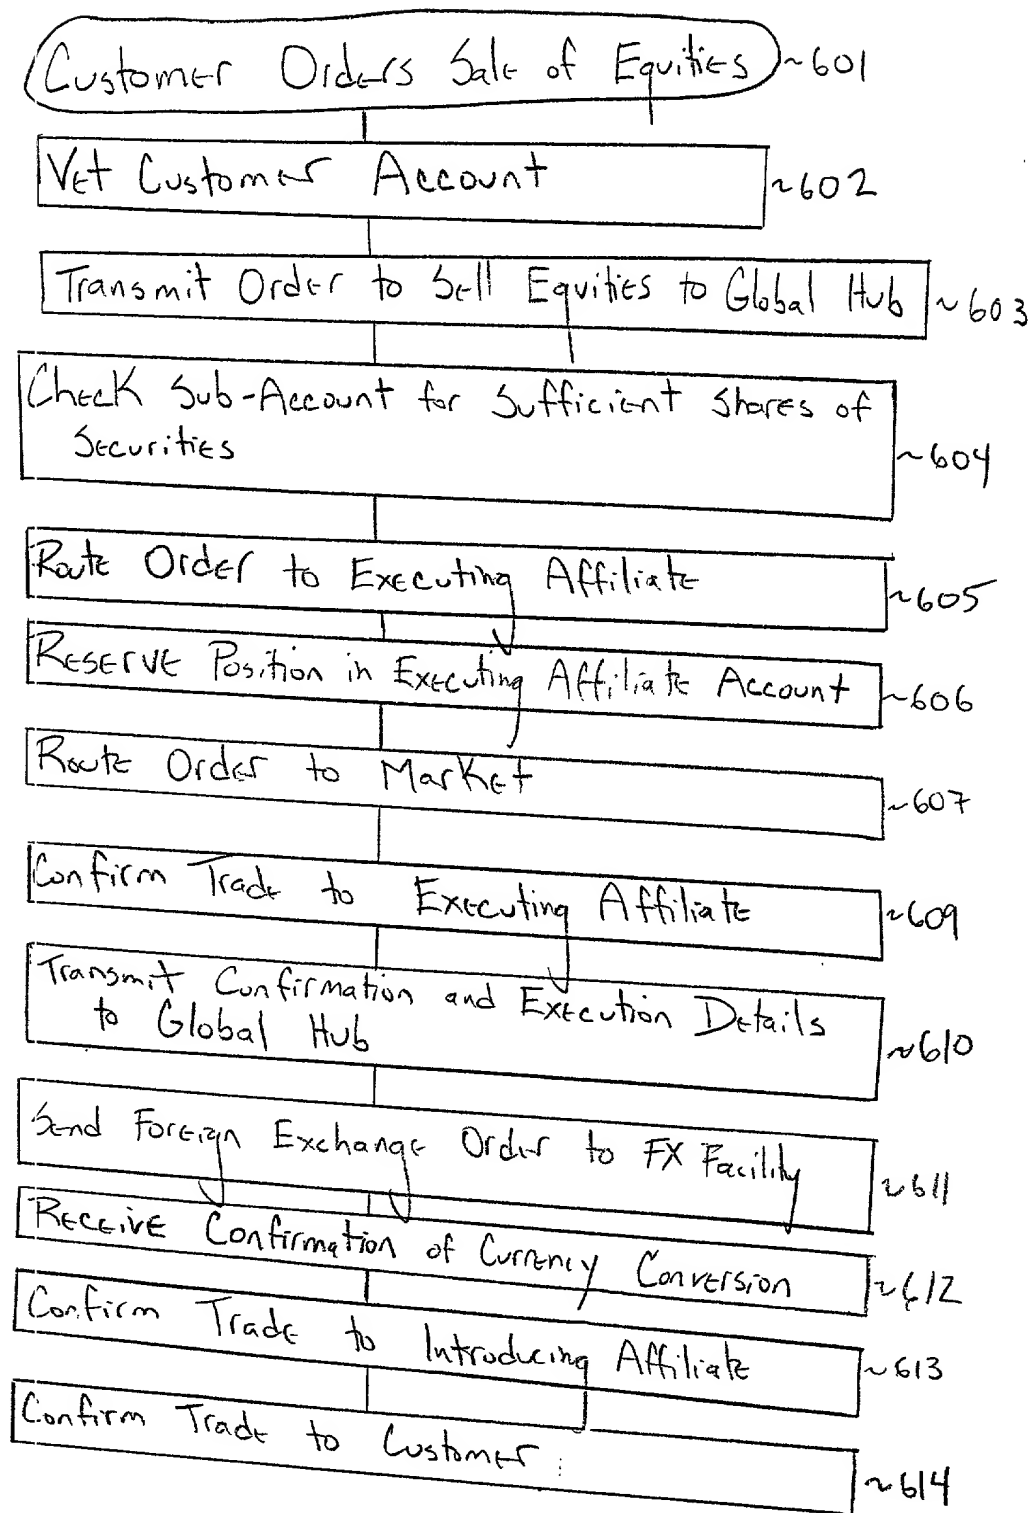 Customer Orders Sale of Equities ~601
Vet Customer Account ~602
Transmit Order to Sell Equities to Global Hub ~603
Check Sub-Account for Sufficient Shares of
Securities ~604
Route Order to Executing Affiliate ~605
Reserve Position in Executing Affiliate Account ~606
Route Order to Market ~607
Confirm Trade to Executing Affiliate ~609
Transmit Confirmation and Execution Details
to Global Hub ~610
Send Foreign Exchange Order to FX Facility ~611
Receive Confirmation of Currency Conversion ~612
Confirm Trade to Introducing Affiliate ~613
Confirm Trade to Customer ~614